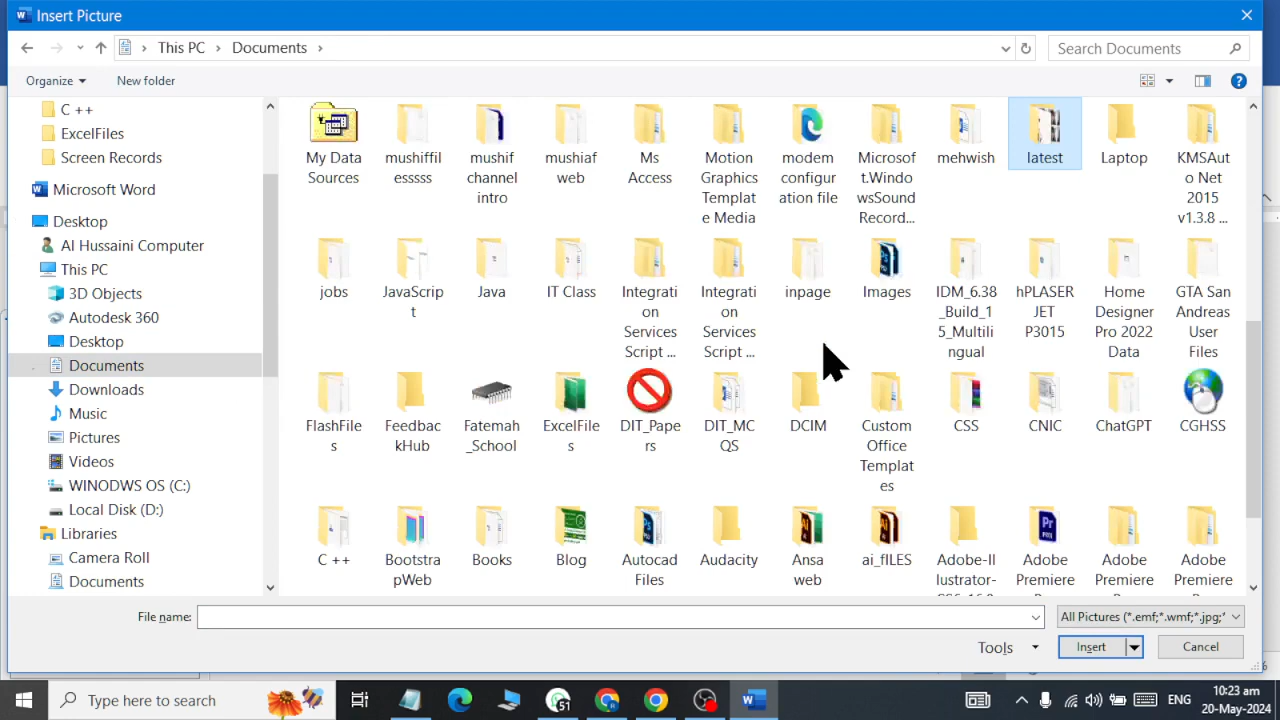 Insert Picture
This PC > Documents >
Search Documents
Organize
New folder
C ++
ExcelFiles
Screen Records
Microsoft Word
Desktop
Al Hussaini Computer
This PC
3D Objects
Autodesk 360
Desktop
Documents
Downloads
Music
Pictures
Videos
WINODWS OS (C:)
Local Disk (D:)
Libraries
Camera Roll
Documents
My Data
Sources
mushiffil
esssss
mushif
channel
intro
mushiaf
web
Ms
Access
Motion
Graphics
Templat
e Media
modem
configur
ation file
Microsof
t.Windo
wsSound
Record...
mehwish
latest
Laptop
KMSAut
o Net
2015
v1.3.8 ...
jobs
JavaScrip
t
Java
IT Class
Integrati
on
Services
Script ...
Integrati
on
Services
Script ...
inpage
Images
IDM_6.38
_Build_1
5_Multili
ngual
hPLASER
JET
P3015
Home
Designer
Pro 2022
Data
GTA San
Andreas
User
Files
FlashFile
s
Feedbac
kHub
Fatemah
_School
ExcelFile
s
DIT_Pape
rs
DIT_MC
QS
DCIM
Custom
Office
Templat
es
CSS
CNIC
ChatGPT
CGHSS
C ++
Bootstra
pWeb
Books
Blog
Autocad
Files
Audacity
Ansa
web
ai_fILES
Adobe-Il
lustrator-
Adobe
Premiere
Adobe
Premiere
Adobe
Premiere
File name:
All Pictures (*.emf;*.wmf;*.jpg;*
Tools
Insert
Cancel
Type here to search
51
ENG
10:23 am
20-May-2024